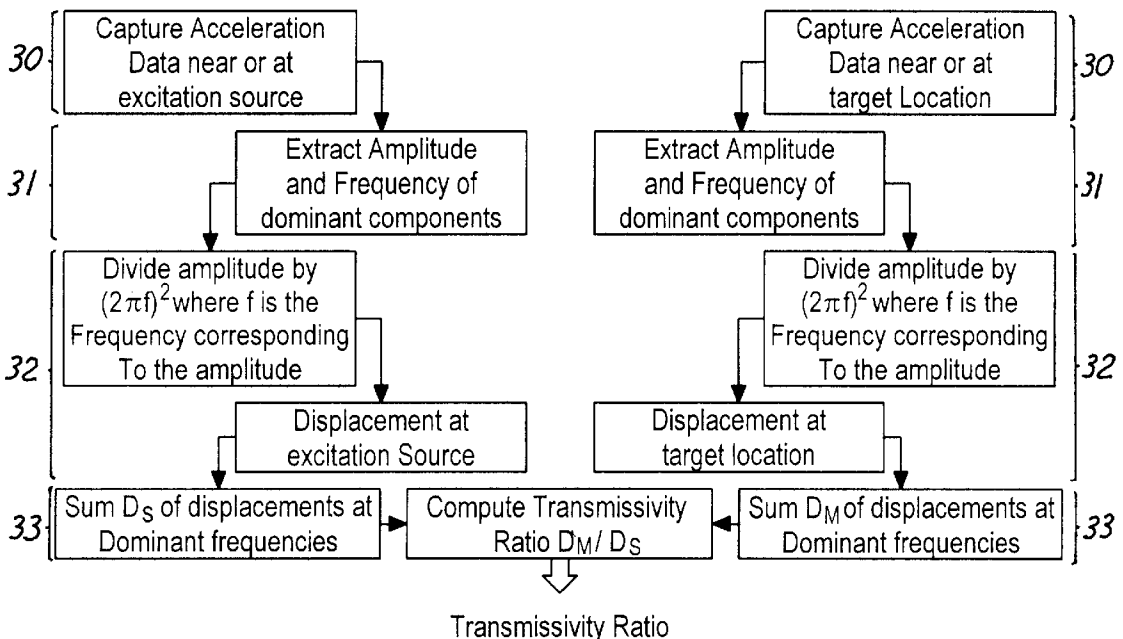 30
Capture Acceleration
Data near or at
excitation source
Capture Acceleration
Data near or at
target Location
30
31
Extract Amplitude
and Frequency of
dominant components
Extract Amplitude
and Frequency of
dominant components
31
32
Divide amplitude by
(2πf)² where f is the
Frequency corresponding
To the amplitude
Divide amplitude by
(2πf)² where f is the
Frequency corresponding
To the amplitude
32
Displacement at
excitation Source
Displacement at
target location
33
Sum D_S of displacements at
Dominant frequencies
Compute Transmissivity
Ratio D_M / D_S
Sum D_M of displacements at
Dominant frequencies
33
Transmissivity Ratio